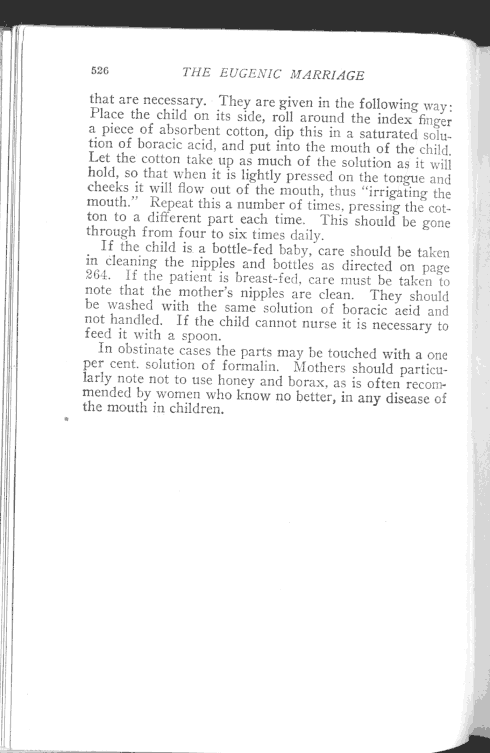 526 THE EUGENIC MARRIAGE
that are necessary. They are given in the following way:
Place the child on its side, roll around the index finger
a piece of absorbent cotton, dip this in a saturated solu-
tion of boracic acid, and put into the mouth of the child.
Let the cotton take up as much of the solution as it will
hold, so that when it is lightly pressed on the tongue and
cheeks it will flow out of the mouth, thus "irrigating the
mouth." Repeat this a number of times, pressing the cot-
ton to a different part each time. This should be gone
through from four to six times daily.
If the child is a bottle-fed baby, care should be taken
in cleaning the nipples and bottles as directed on page
264. If the patient is breast-fed, care must be taken to
note that the mother's nipples are clean. They should
be washed with the same solution of boracic acid and
not handled. If the child cannot nurse it is necessary to
feed it with a spoon.
In obstinate cases the parts may be touched with a one
per cent. solution of formalin. Mothers should particu-
larly note not to use honey and borax, as is often recom-
mended by women who know no better, in any disease of
the mouth in children.